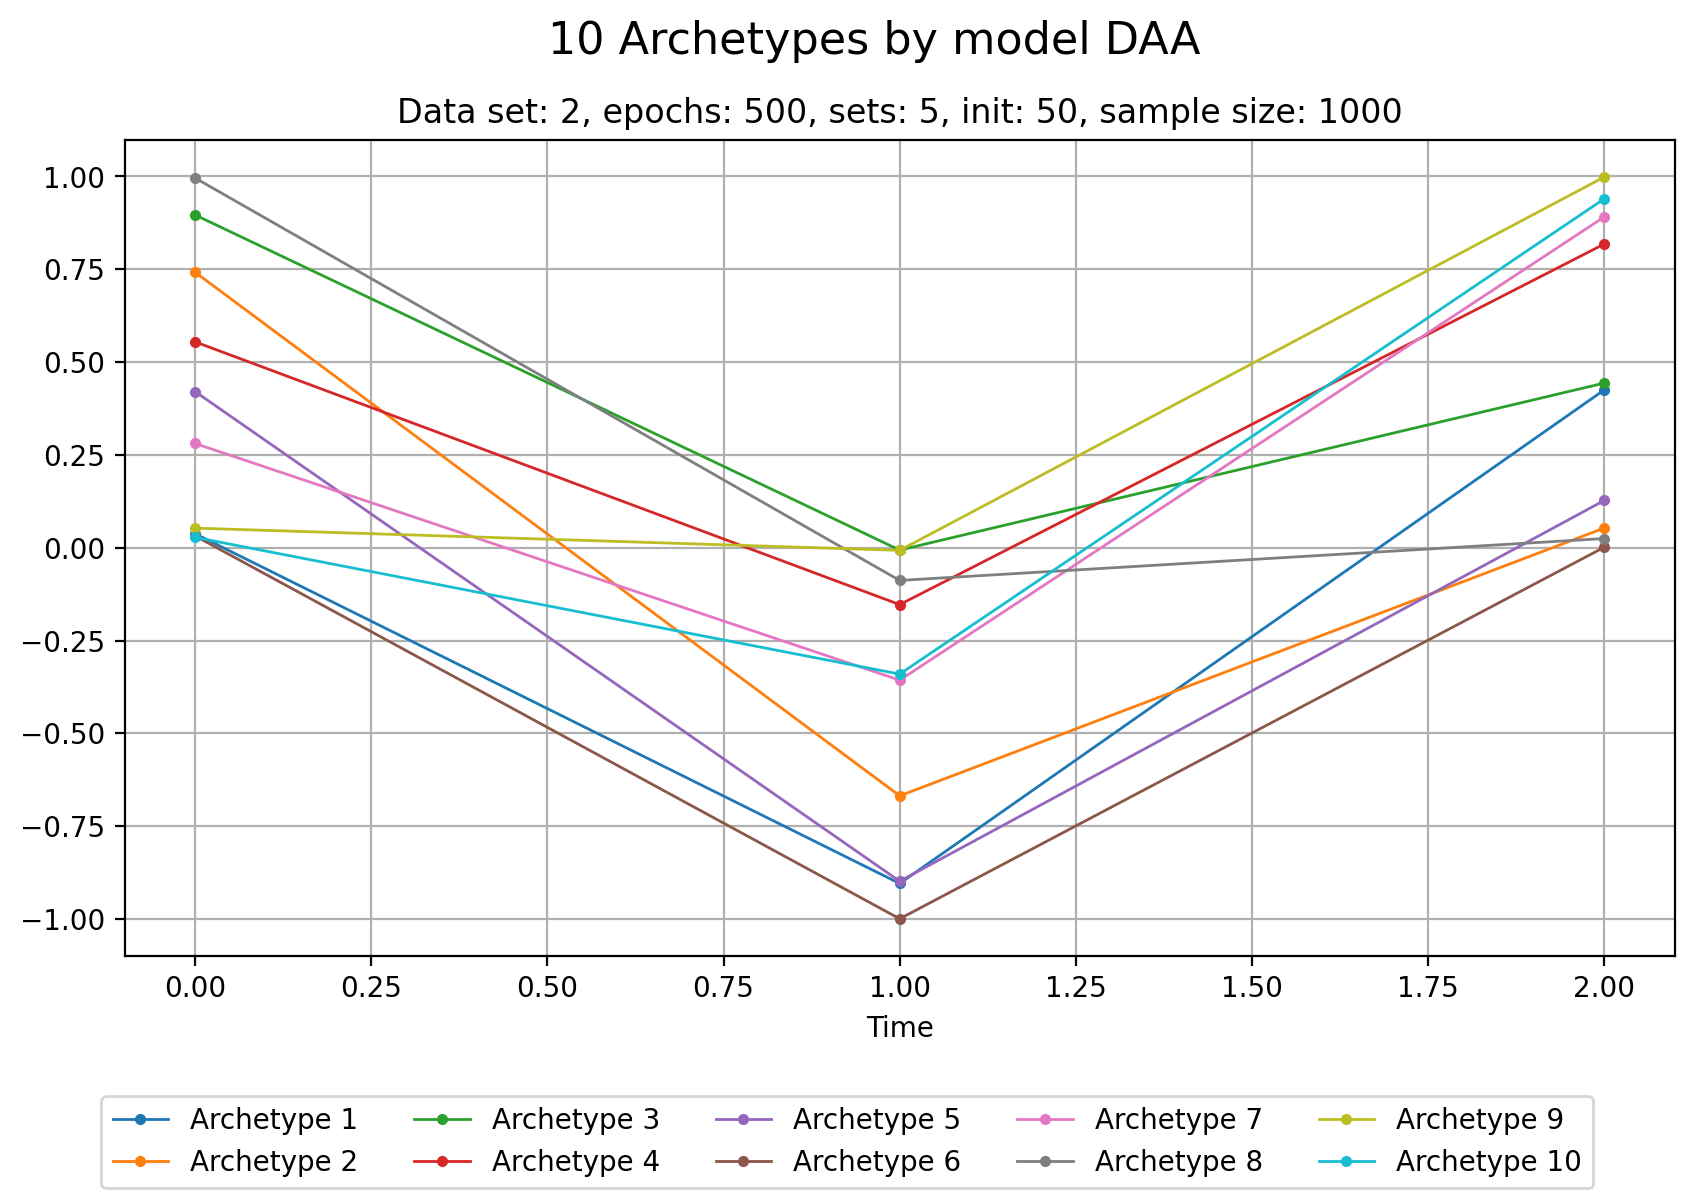 10 Archetypes by model DAA
Data set: 2, epochs: 500, sets: 5, init: 50, sample size: 1000
1.00
0.75
0.50
0.25
0.00
−0.25
−0.50
−0.75
−1.00
0.00 0.25 0.50 0.75 1.00 1.25 1.50 1.75 2.00
Time
Archetype 1 Archetype 3 Archetype 5 Archetype 7 Archetype 9
Archetype 2 Archetype 4 Archetype 6 Archetype 8 Archetype 10